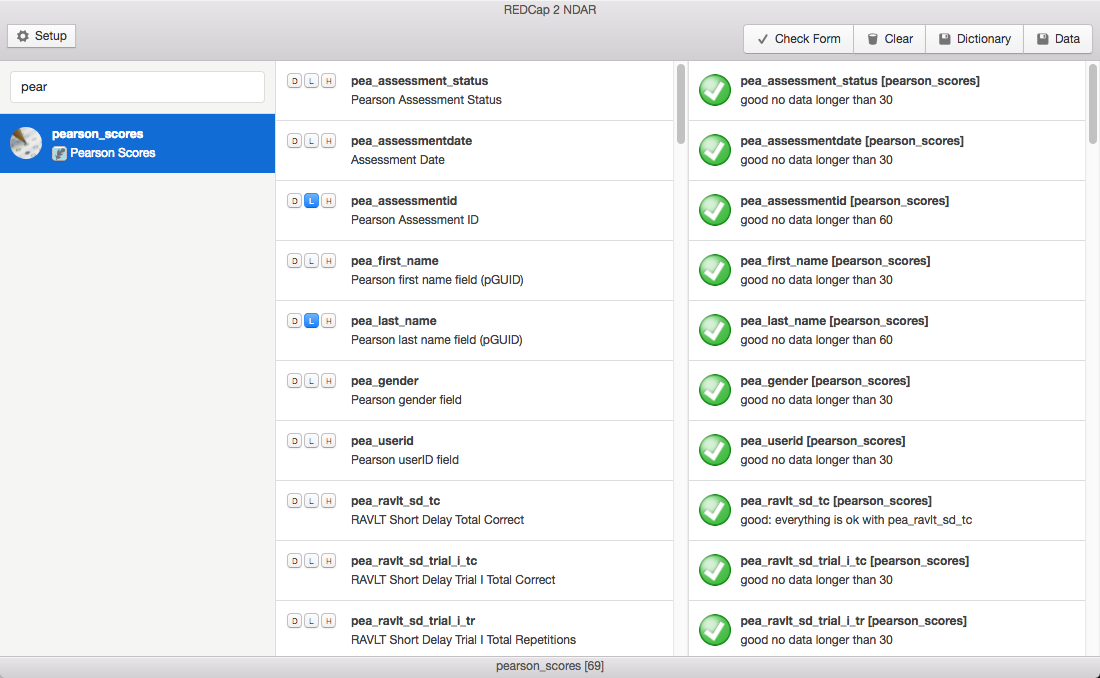 REDCap 2 NDAR
Setup
Check Form
Clear
Dictionary
Data
pear
pearson_scores
Pearson Scores
D L H
pea_assessment_status
Pearson Assessment Status
D L H
pea_assessmentdate
Assessment Date
D L H
pea_assessmentid
Pearson Assessment ID
D L H
pea_first_name
Pearson first name field (pGUID)
D L H
pea_last_name
Pearson last name field (pGUID)
D L H
pea_gender
Pearson gender field
D L H
pea_userid
Pearson userID field
D L H
pea_ravlt_sd_tc
RAVLT Short Delay Total Correct
D L H
pea_ravlt_sd_trial_i_tc
RAVLT Short Delay Trial I Total Correct
D L H
pea_ravlt_sd_trial_i_tr
RAVLT Short Delay Trial I Total Repetitions
pea_assessment_status [pearson_scores]
good no data longer than 30
pea_assessmentdate [pearson_scores]
good no data longer than 30
pea_assessmentid [pearson_scores]
good no data longer than 60
pea_first_name [pearson_scores]
good no data longer than 30
pea_last_name [pearson_scores]
good no data longer than 60
pea_gender [pearson_scores]
good no data longer than 30
pea_userid [pearson_scores]
good no data longer than 30
pea_ravlt_sd_tc [pearson_scores]
good: everything is ok with pea_ravlt_sd_tc
pea_ravlt_sd_trial_i_tc [pearson_scores]
good no data longer than 30
pea_ravlt_sd_trial_i_tr [pearson_scores]
good no data longer than 30
pearson_scores [69]